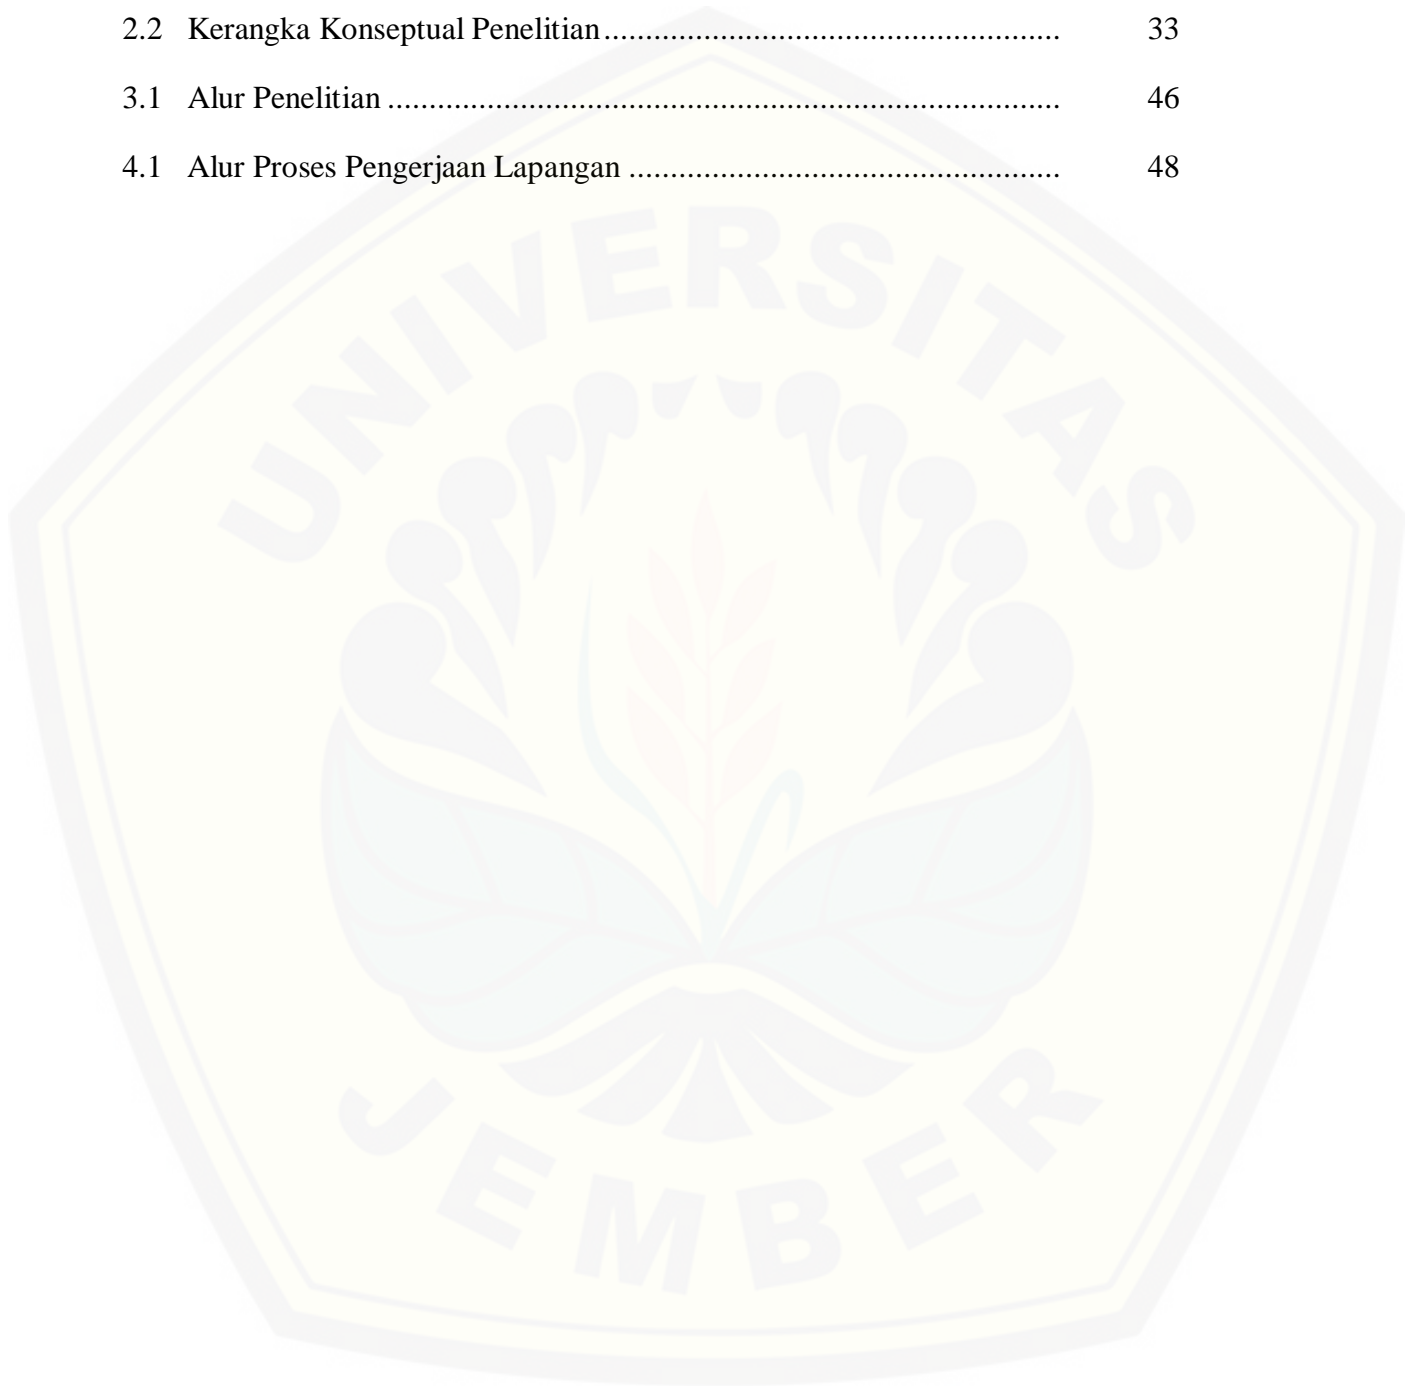 2.2 Kerangka Konseptual Penelitian ....................................................... 33
3.1 Alur Penelitian ................................................................................. 46
4.1 Alur Proses Pengerjaan Lapangan .................................................... 48
UNIVERSITAS
JEMBER